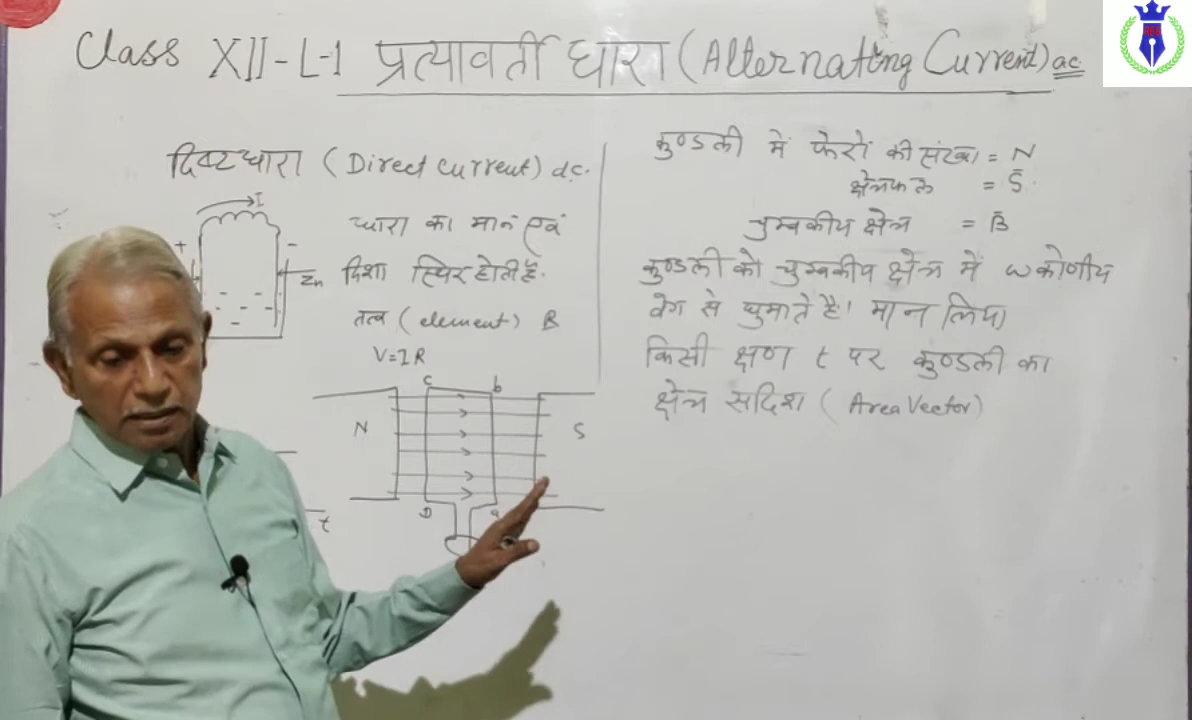 Class XII-L-1 प्रत्यावर्ती धारा (Alternating Current) a.c.
दिष्टधारा (Direct Current) d.c.
I
+ -
Zn
धारा का मान एवं
दिशा स्थिर होती है.
तत्व (element) B
V=IR
c b
N S
D a
t
कुण्डली में फेरों की संख्या = N
क्षेत्रफल = S̄
चुम्बकीय क्षेत्र = B̄
कुण्डली को चुम्बकीय क्षेत्र में ω कोणीय
वेग से घुमाते है। मान लिया
किसी क्षण t पर कुण्डली का
क्षेत्र सदिश (Area Vector)